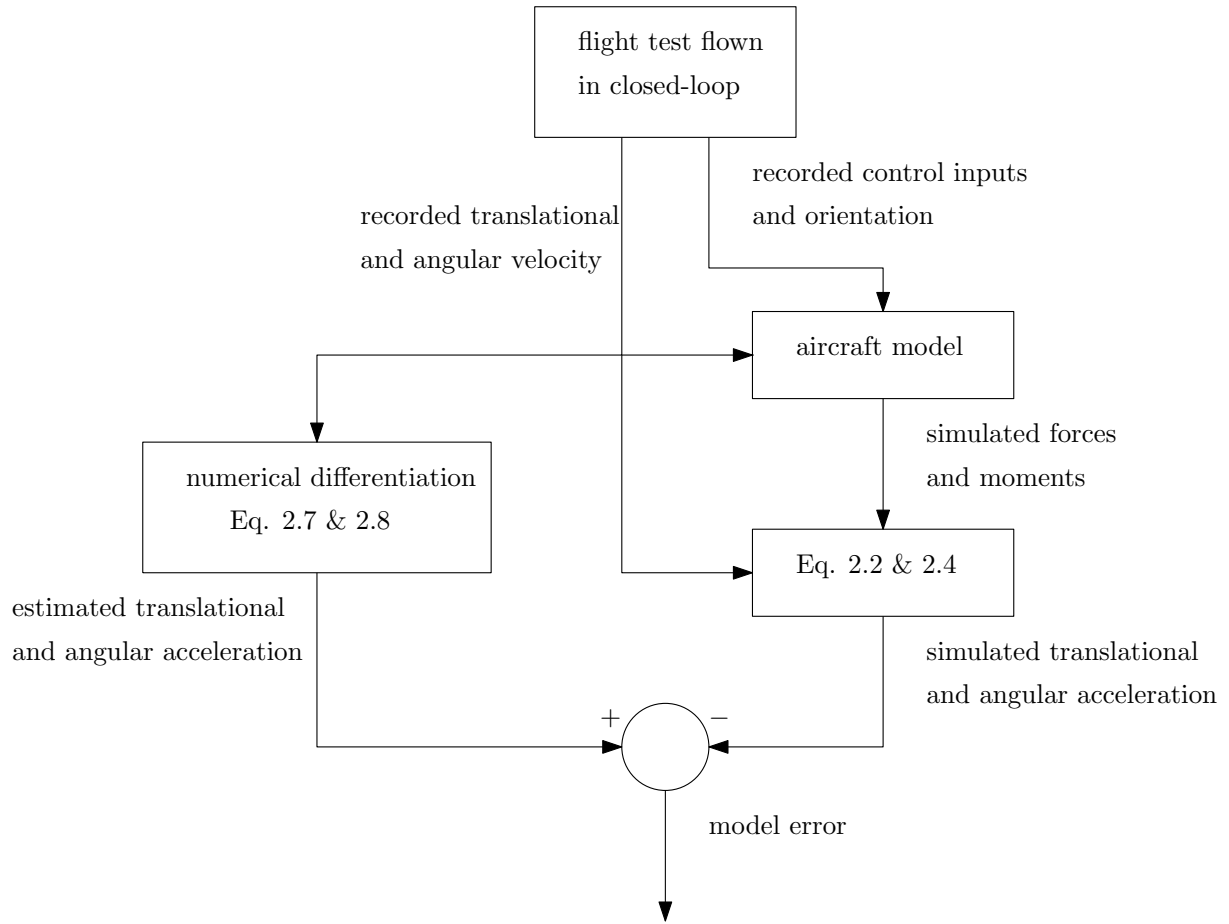 flight test flown
in closed-loop
recorded control inputs
and orientation
recorded translational
and angular velocity
aircraft model
simulated forces
and moments
numerical differentiation
Eq. 2.7 & 2.8
Eq. 2.2 & 2.4
estimated translational
and angular acceleration
simulated translational
and angular acceleration
+
−
model error